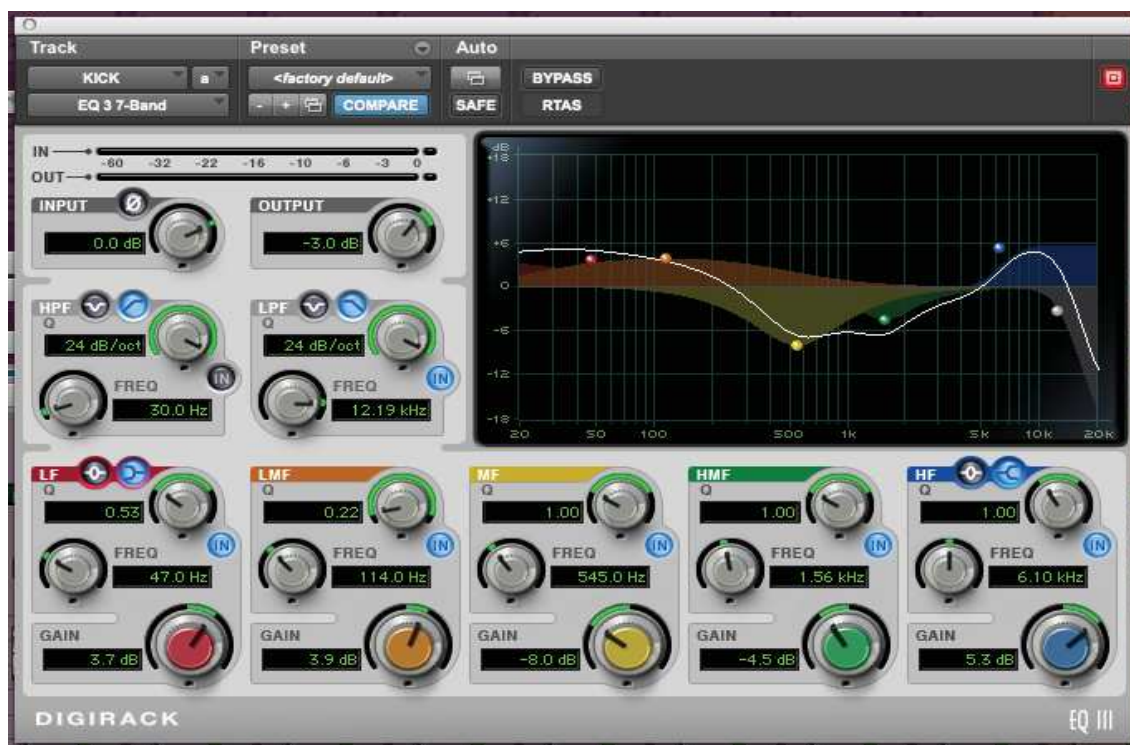 Track Preset Auto
KICK a <factory default> BYPASS
EQ 3 7-Band - + COMPARE SAFE RTAS
IN
-60 -32 -22 -16 -10 -6 -3 0
OUT
INPUT Ø OUTPUT
0.0 dB -3.0 dB
HPF LPF
Q Q
24 dB/oct 24 dB/oct
IN IN
FREQ FREQ
30.0 Hz 12.19 kHz
dB
+18
+12
+6
0
-6
-12
-18
20 50 100 500 1k 5k 10k 20k
LF LMF MF HMF HF
Q Q Q Q Q
0.53 0.22 1.00 1.00 1.00
IN IN IN IN
FREQ FREQ FREQ FREQ FREQ
47.0 Hz 114.0 Hz 545.0 Hz 1.56 kHz 6.10 kHz
GAIN GAIN GAIN GAIN GAIN
3.7 dB 3.9 dB -8.0 dB -4.5 dB 5.3 dB
DIGIRACK EQ III